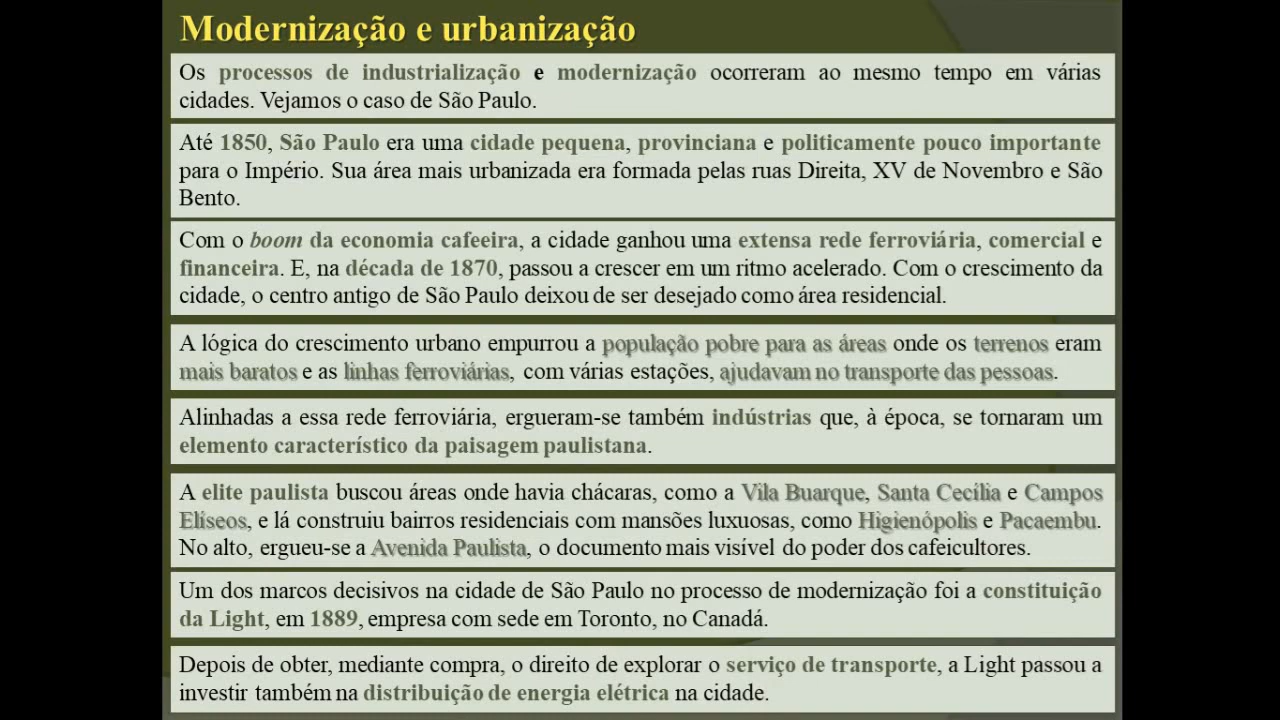 Modernização e urbanização
Os processos de industrialização e modernização ocorreram ao mesmo tempo em várias
cidades. Vejamos o caso de São Paulo.
Até 1850, São Paulo era uma cidade pequena, provinciana e politicamente pouco importante
para o Império. Sua área mais urbanizada era formada pelas ruas Direita, XV de Novembro e São
Bento.
Com o boom da economia cafeeira, a cidade ganhou uma extensa rede ferroviária, comercial e
financeira. E, na década de 1870, passou a crescer em um ritmo acelerado. Com o crescimento da
cidade, o centro antigo de São Paulo deixou de ser desejado como área residencial.
A lógica do crescimento urbano empurrou a população pobre para as áreas onde os terrenos eram
mais baratos e as linhas ferroviárias, com várias estações, ajudavam no transporte das pessoas.
Alinhadas a essa rede ferroviária, ergueram-se também indústrias que, à época, se tornaram um
elemento característico da paisagem paulistana.
A elite paulista buscou áreas onde havia chácaras, como a Vila Buarque, Santa Cecília e Campos
Elíseos, e lá construiu bairros residenciais com mansões luxuosas, como Higienópolis e Pacaembu.
No alto, ergueu-se a Avenida Paulista, o documento mais visível do poder dos cafeicultores.
Um dos marcos decisivos na cidade de São Paulo no processo de modernização foi a constituição
da Light, em 1889, empresa com sede em Toronto, no Canadá.
Depois de obter, mediante compra, o direito de explorar o serviço de transporte, a Light passou a
investir também na distribuição de energia elétrica na cidade.